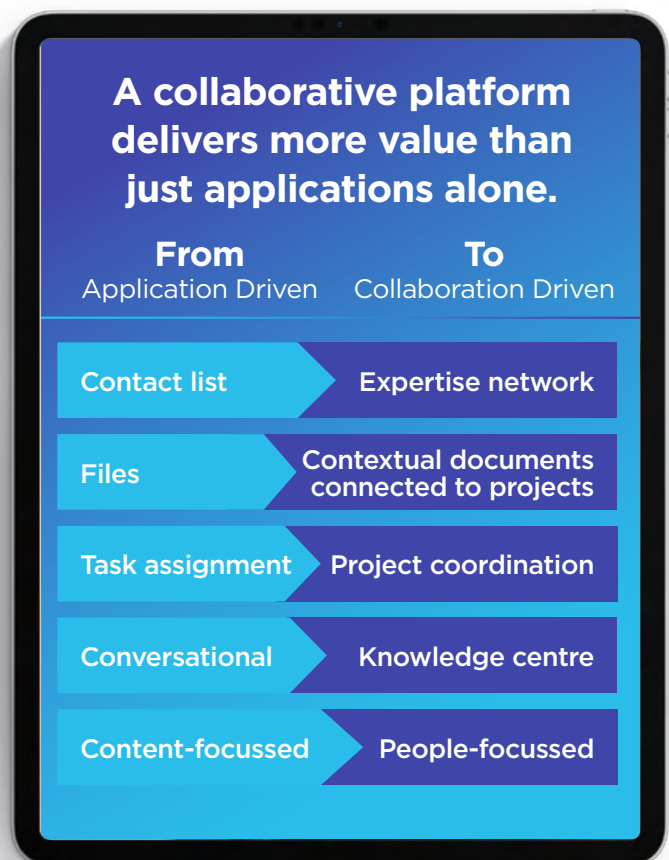 A collaborative platform
delivers more value than
just applications alone.
From
Application Driven
To
Collaboration Driven
Contact list
Expertise network
Files
Contextual documents
connected to projects
Task assignment
Project coordination
Conversational
Knowledge centre
Content-focussed
People-focussed